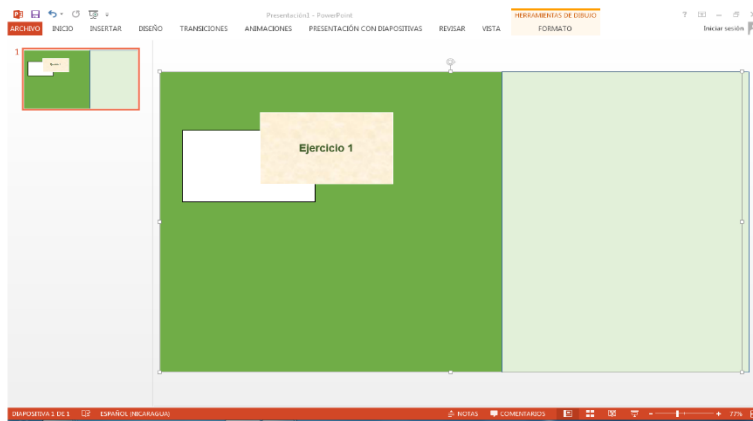 Presentación1 - PowerPoint
HERRAMIENTAS DE DIBUJO
?
ARCHIVO INICIO INSERTAR DISEÑO TRANSICIONES ANIMACIONES PRESENTACIÓN CON DIAPOSITIVAS REVISAR VISTA FORMATO Iniciar sesión
1
Ejercicio 1
DIAPOSITIVA 1 DE 1 ESPAÑOL (NICARAGUA) NOTAS COMENTARIOS 77%